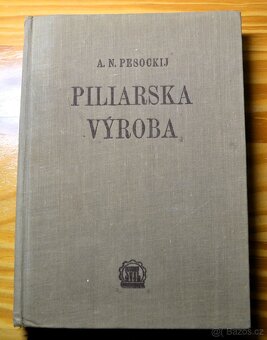 A. N. PESOCKIJ
PILIARSKA
VÝROBA
Bazos.cz